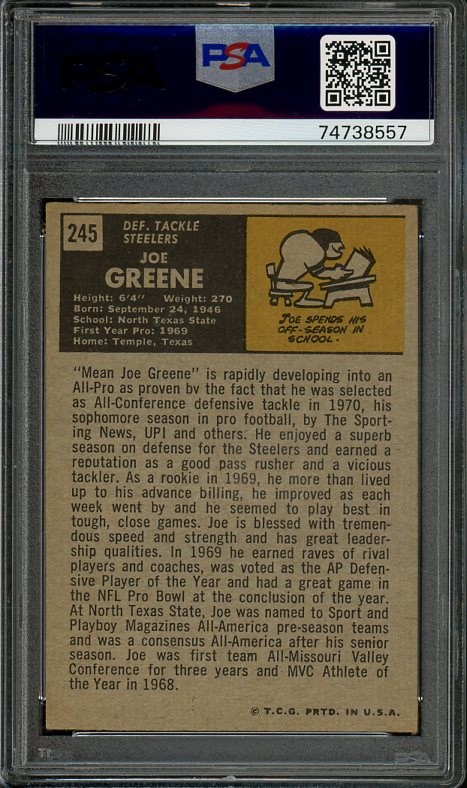 PSA
PSA
74738557
245
DEF. TACKLE
STEELERS
JOE
GREENE
Height: 6'4" Weight: 270
Born: September 24, 1946
School: North Texas State
First Year Pro: 1969
Home: Temple, Texas
JOE SPENDS HIS
OFF-SEASON IN
SCHOOL.
"Mean Joe Greene" is rapidly developing into an
All-Pro as proven by the fact that he was selected
as All-Conference defensive tackle in 1970, his
sophomore season in pro football, by The Sport-
ing News, UPI and others. He enjoyed a superb
season on defense for the Steelers and earned a
reputation as a good pass rusher and a vicious
tackler. As a rookie in 1969, he more than lived
up to his advance billing, he improved as each
week went by and he seemed to play best in
tough, close games. Joe is blessed with tremen-
dous speed and strength and has great leader-
ship qualities. In 1969 he earned raves of rival
players and coaches, was voted as the AP Defen-
sive Player of the Year and had a great game in
the NFL Pro Bowl at the conclusion of the year.
At North Texas State, Joe was named to Sport and
Playboy Magazines All-America pre-season teams
and was a consensus All-America after his senior
season. Joe was first team All-Missouri Valley
Conference for three years and MVC Athlete of
the Year in 1968.
© T.C.G. PRTD. IN U.S.A.
PSA